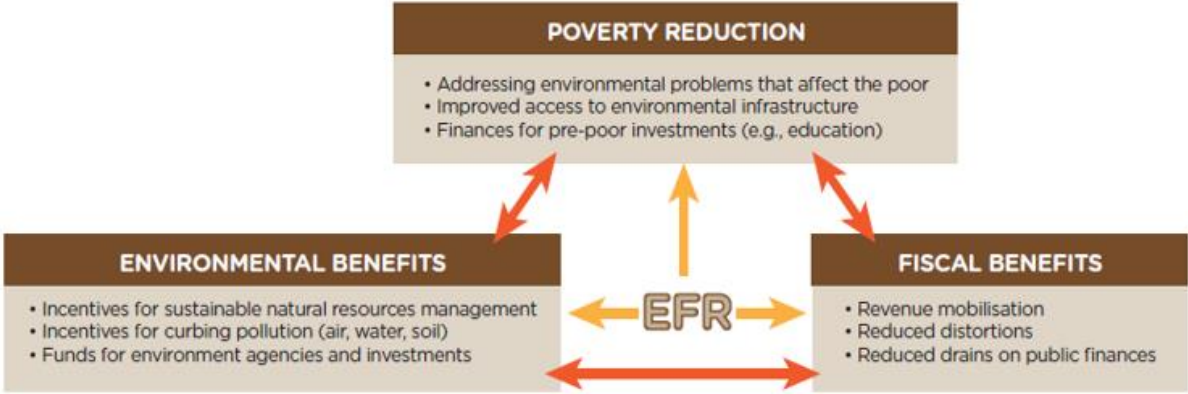 POVERTY REDUCTION
• Addressing environmental problems that affect the poor
• Improved access to environmental infrastructure
• Finances for pre-poor investments (e.g., education)
ENVIRONMENTAL BENEFITS
• Incentives for sustainable natural resources management
• Incentives for curbing pollution (air, water, soil)
• Funds for environment agencies and investments
EFR
FISCAL BENEFITS
• Revenue mobilisation
• Reduced distortions
• Reduced drains on public finances